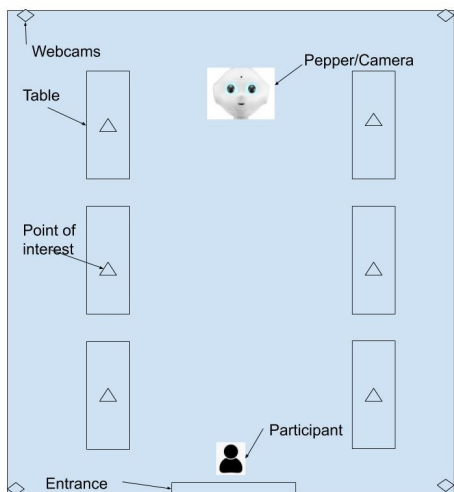 Webcams
Pepper/Camera
Table
Point of
interest
Participant
Entrance